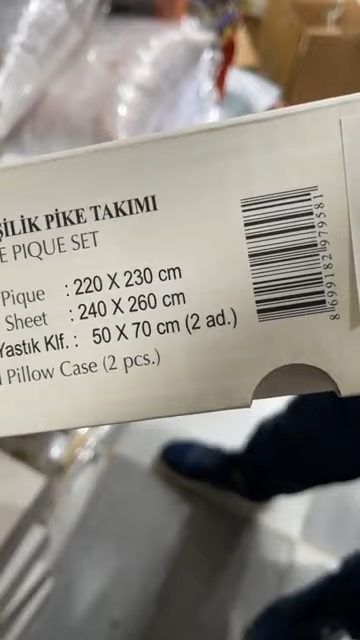 ŞİLİK PİKE TAKIMI
E PIQUE SET
Pique : 220 X 230 cm
Sheet : 240 X 260 cm
Yastık Klf. : 50 X 70 cm (2 ad.)
Pillow Case (2 pcs.)
8699182979581